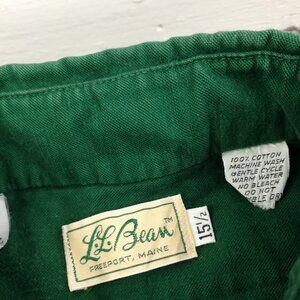 L.L.Bean™
FREEPORT, MAINE
15½
100% COTTON
MACHINE WASH
GENTLE CYCLE
WARM WATER
NO BLEACH
DO NOT